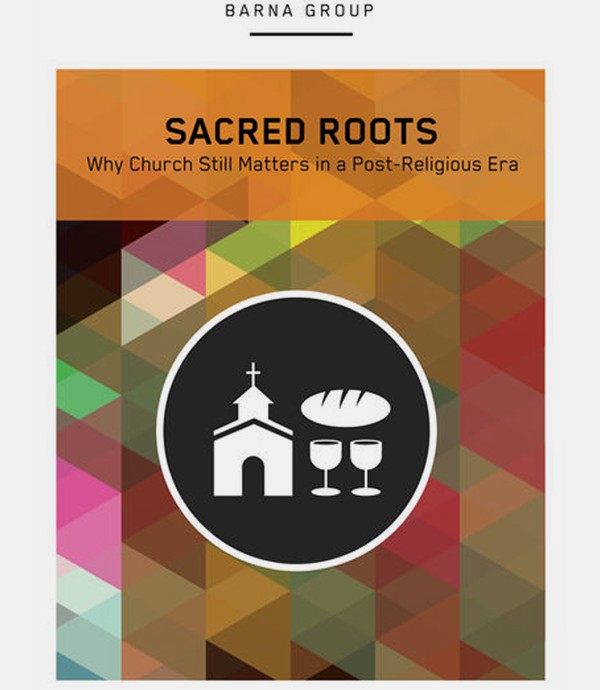 BARNA GROUP
SACRED ROOTS
Why Church Still Matters in a Post-Religious Era